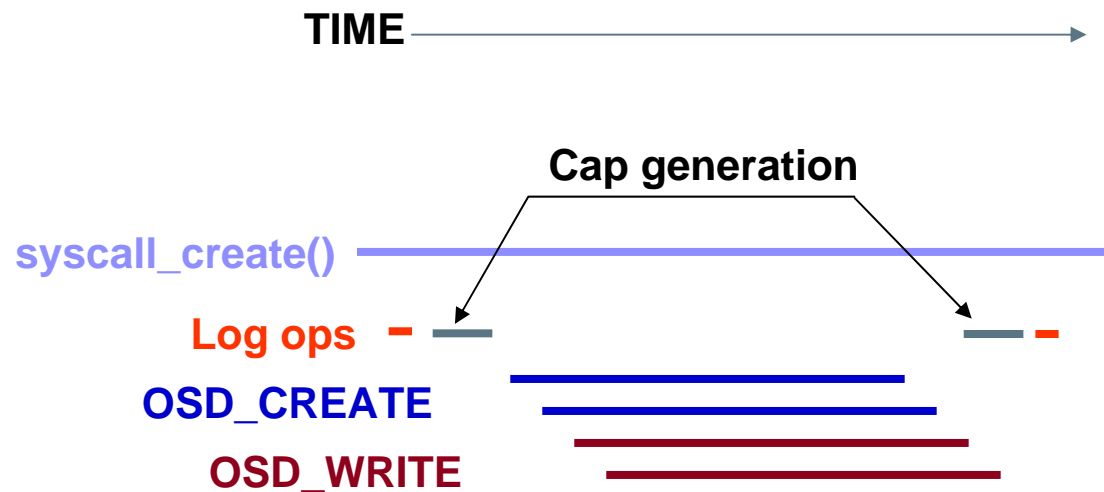 TIME
Cap generation
syscall_create()
Log ops
OSD_CREATE
OSD_WRITE